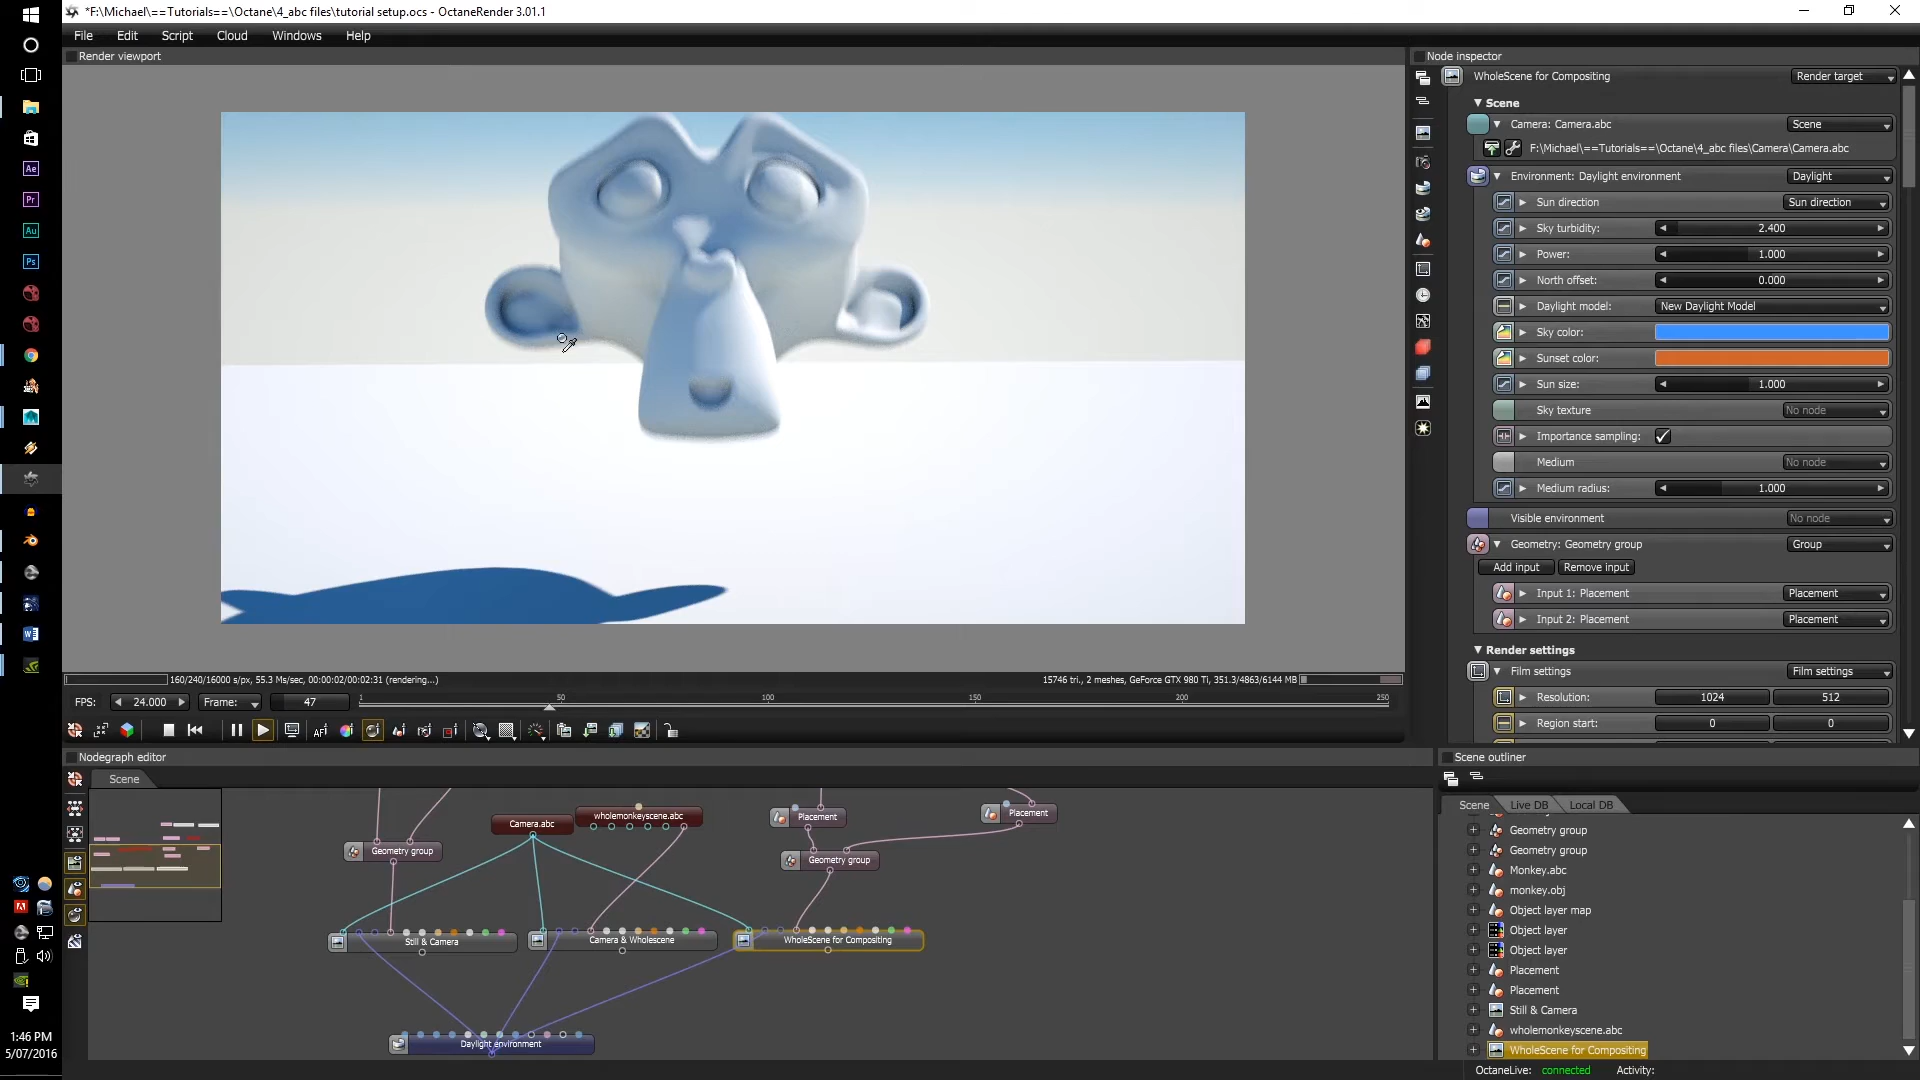 *F:\Michael\==Tutorials==\Octane\4_abc files\tutorial setup.ocs - OctaneRender 3.01.1
File Edit Script Cloud Windows Help
Render viewport
Node inspector
WholeScene for Compositing Render target
Scene
Camera: Camera.abc Scene
F:\Michael\==Tutorials==\Octane\4_abc files\Camera\Camera.abc
Environment: Daylight environment Daylight
Sun direction Sun direction
Sky turbidity: 2.400
Power: 1.000
North offset: 0.000
Daylight model: New Daylight Model
Sky color:
Sunset color:
Sun size: 1.000
Sky texture No node
Importance sampling:
Medium No node
Medium radius: 1.000
Visible environment No node
Geometry: Geometry group Group
Add input Remove input
Input 1: Placement Placement
Input 2: Placement Placement
Render settings
Film settings Film settings
Resolution: 1024 512
Region start: 0 0
160/240/16000 s/px, 55.3 Ms/sec, 00:00:02/00:02:31 (rendering...)
15746 tri., 2 meshes, GeForce GTX 980 Ti, 351.3/4863/6144 MB
FPS: 24.000 Frame: 47
1 50 100 150 200 250
Nodegraph editor
Scene
Camera.abc
wholemonkeyscene.abc
Placement
Placement
Geometry group
Geometry group
Still & Camera
Camera & Wholescene
WholeScene for Compositing
Daylight environment
Scene outliner
Scene Live DB Local DB
Geometry group
Geometry group
Monkey.abc
monkey.obj
Object layer map
Object layer
Object layer
Placement
Placement
Still & Camera
wholemonkeyscene.abc
WholeScene for Compositing
OctaneLive: connected Activity:
Ae
Pr
Au
Ps
1:46 PM
5/07/2016